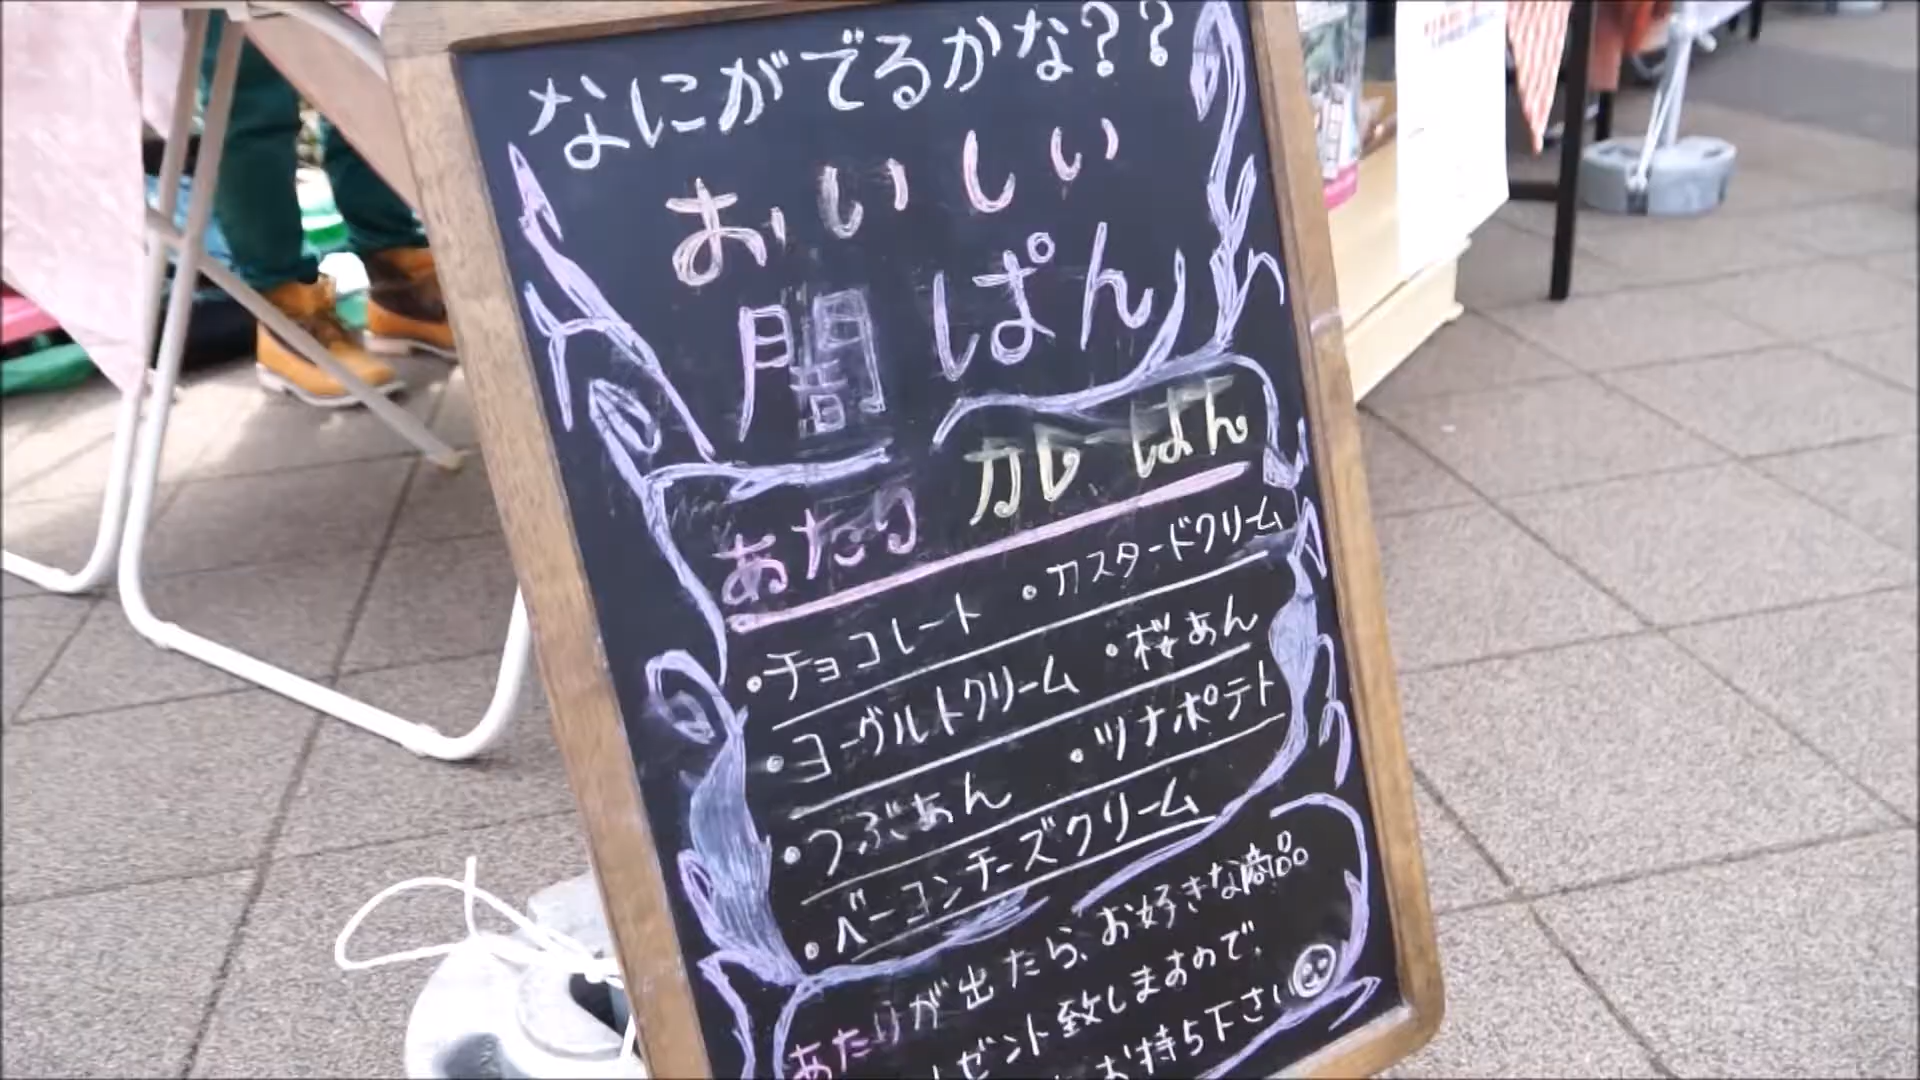 なにがでるかな??
おいしい
闇ぱん
あたり カレーぱん
・チョコレート ・カスタードクリーム
・ヨーグルトクリーム ・桜あん
・つぶあん ・ツナポテト
・ベーコンチーズクリーム
あたりが出たら、お好きな商品
ゼント致しますので、
お持ち下さい